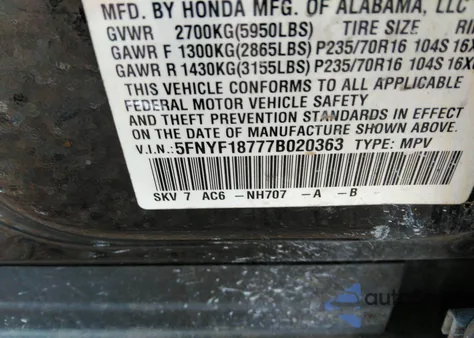 MFD. BY HONDA MFG. OF ALABAMA, LLC
GVWR 2700KG(5950LBS) TIRE SIZE
GAWR F 1300KG(2865LBS) P235/70R16 104S 16X
GAWR R 1430KG(3155LBS) P235/70R16 104S 16X
THIS VEHICLE CONFORMS TO ALL APPLICABLE
FEDERAL MOTOR VEHICLE SAFETY
AND THEFT PREVENTION STANDARDS IN EFFECT
ON THE DATE OF MANUFACTURE SHOWN ABOVE.
V.I.N.: 5FNYF18777B020363 TYPE: MPV
SKV 7 AC6 -NH707 -A -B -